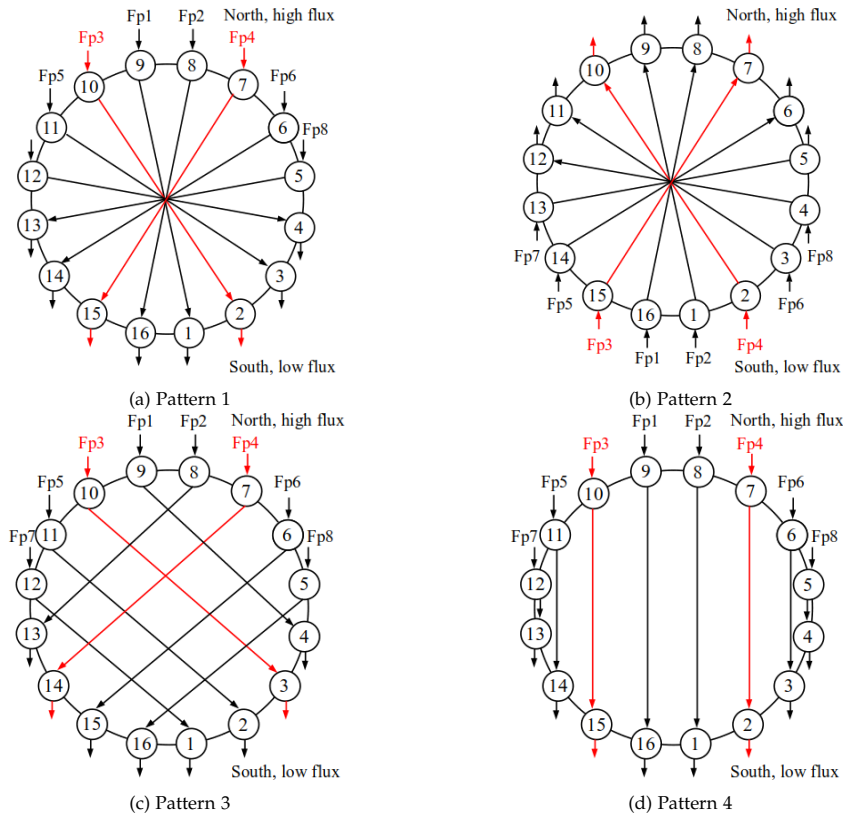 Fp1 Fp2 North, high flux
Fp3 Fp4
9 8
Fp5 10 7 Fp6
11 6 Fp8
12 5
13 4
14 3
15 2
16 1
South, low flux
(a) Pattern 1
North, high flux
9 8
10 7
11 6
12 5
13 4
Fp7 14 3 Fp8
Fp5 15 2 Fp6
16 1
Fp3 Fp1 Fp2 Fp4
South, low flux
(b) Pattern 2
Fp1 Fp2 North, high flux
Fp3 Fp4
9 8
Fp5 10 7 Fp6
Fp7 11 6 Fp8
12 5
13 4
14 3
15 2
16 1
South, low flux
(c) Pattern 3
Fp1 Fp2 North, high flux
Fp3 Fp4
9 8
Fp5 10 7 Fp6
Fp7 11 6 Fp8
12 5
13 4
14 3
15 2
16 1
South, low flux
(d) Pattern 4